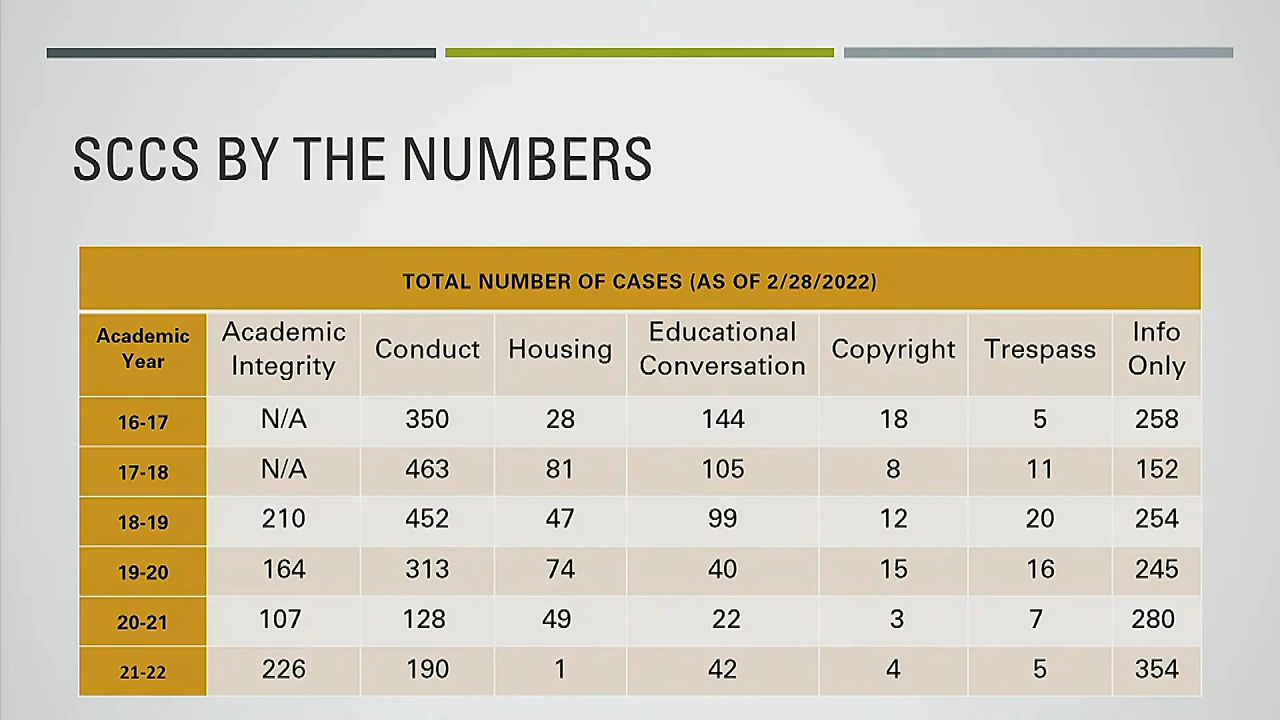 SCCS BY THE NUMBERS
TOTAL NUMBER OF CASES (AS OF 2/28/2022)
Academic Year Academic Integrity Conduct Housing Educational Conversation Copyright Trespass Info Only
16-17 N/A 350 28 144 18 5 258
17-18 N/A 463 81 105 8 11 152
18-19 210 452 47 99 12 20 254
19-20 164 313 74 40 15 16 245
20-21 107 128 49 22 3 7 280
21-22 226 190 1 42 4 5 354